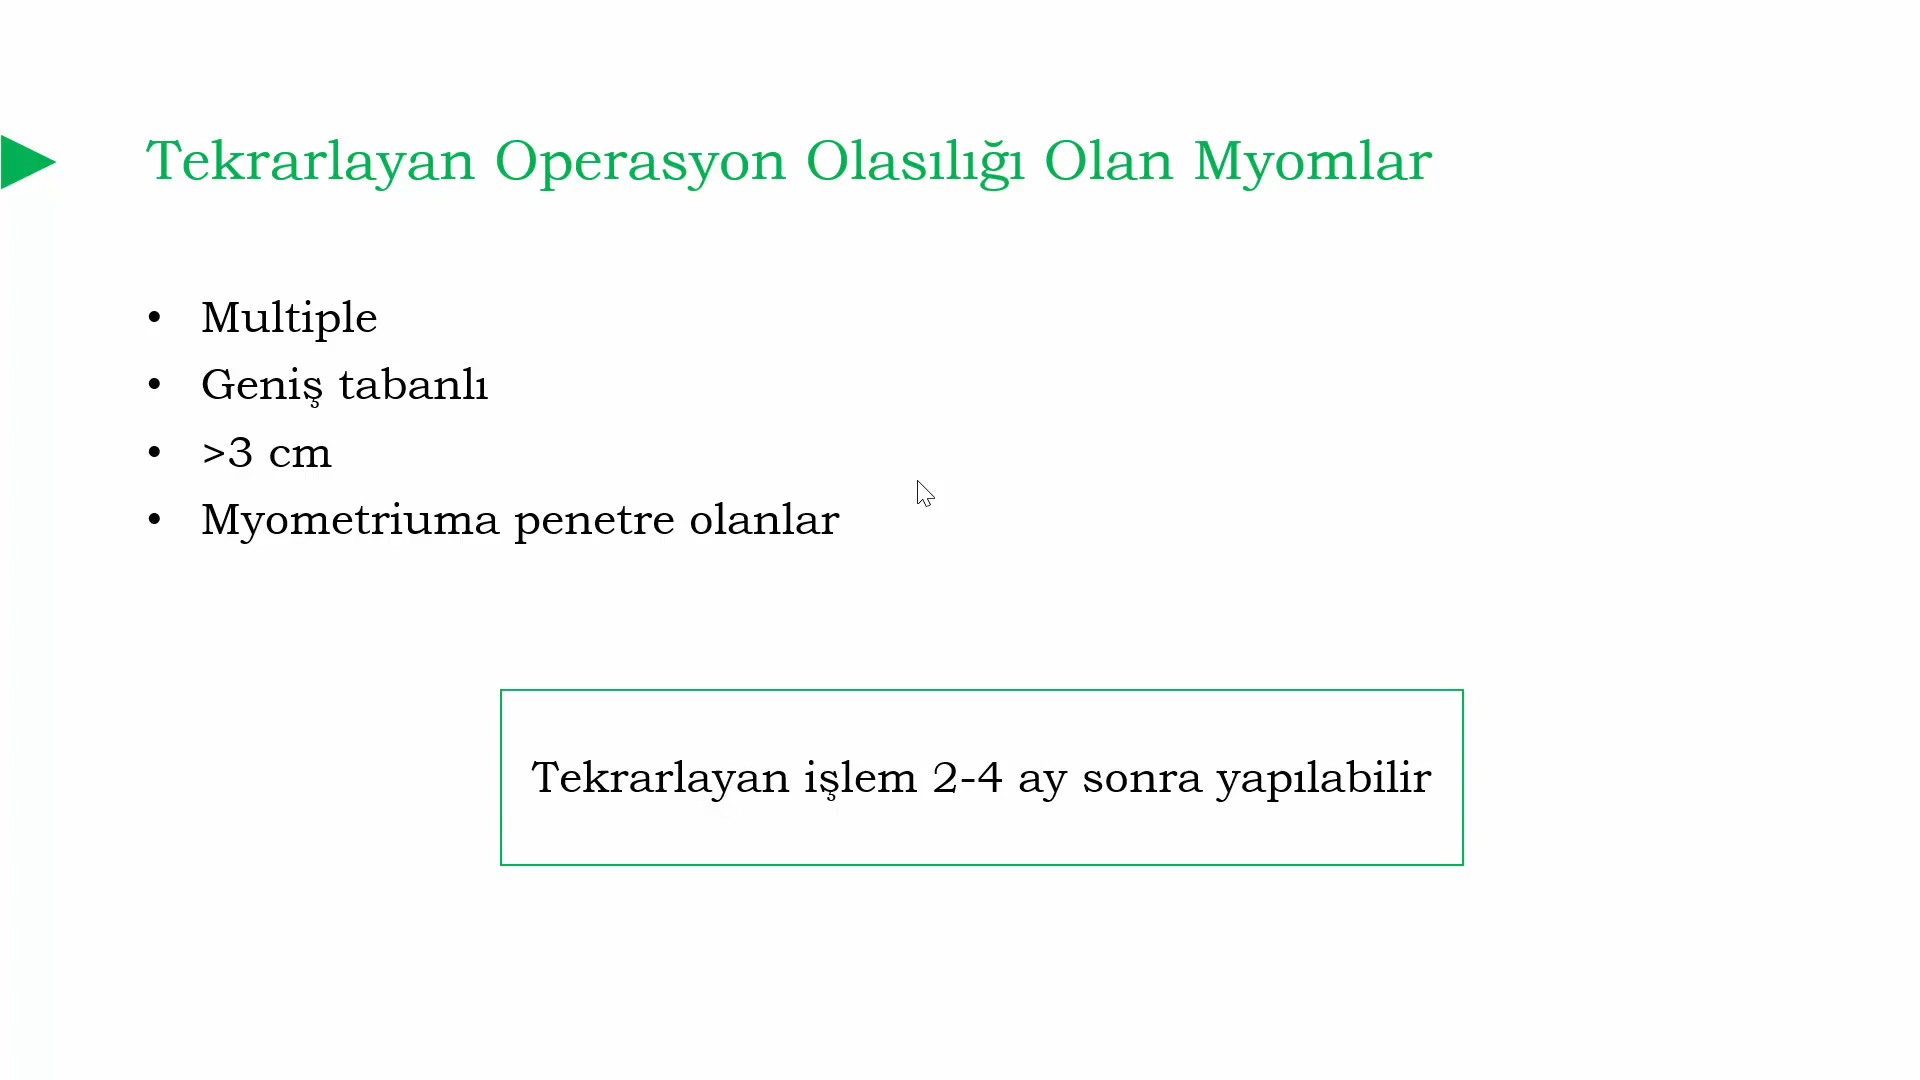 Tekrarlayan Operasyon Olasılığı Olan Myomlar
• Multiple
• Geniş tabanlı
• >3 cm
• Myometriuma penetre olanlar
Tekrarlayan işlem 2-4 ay sonra yapılabilir